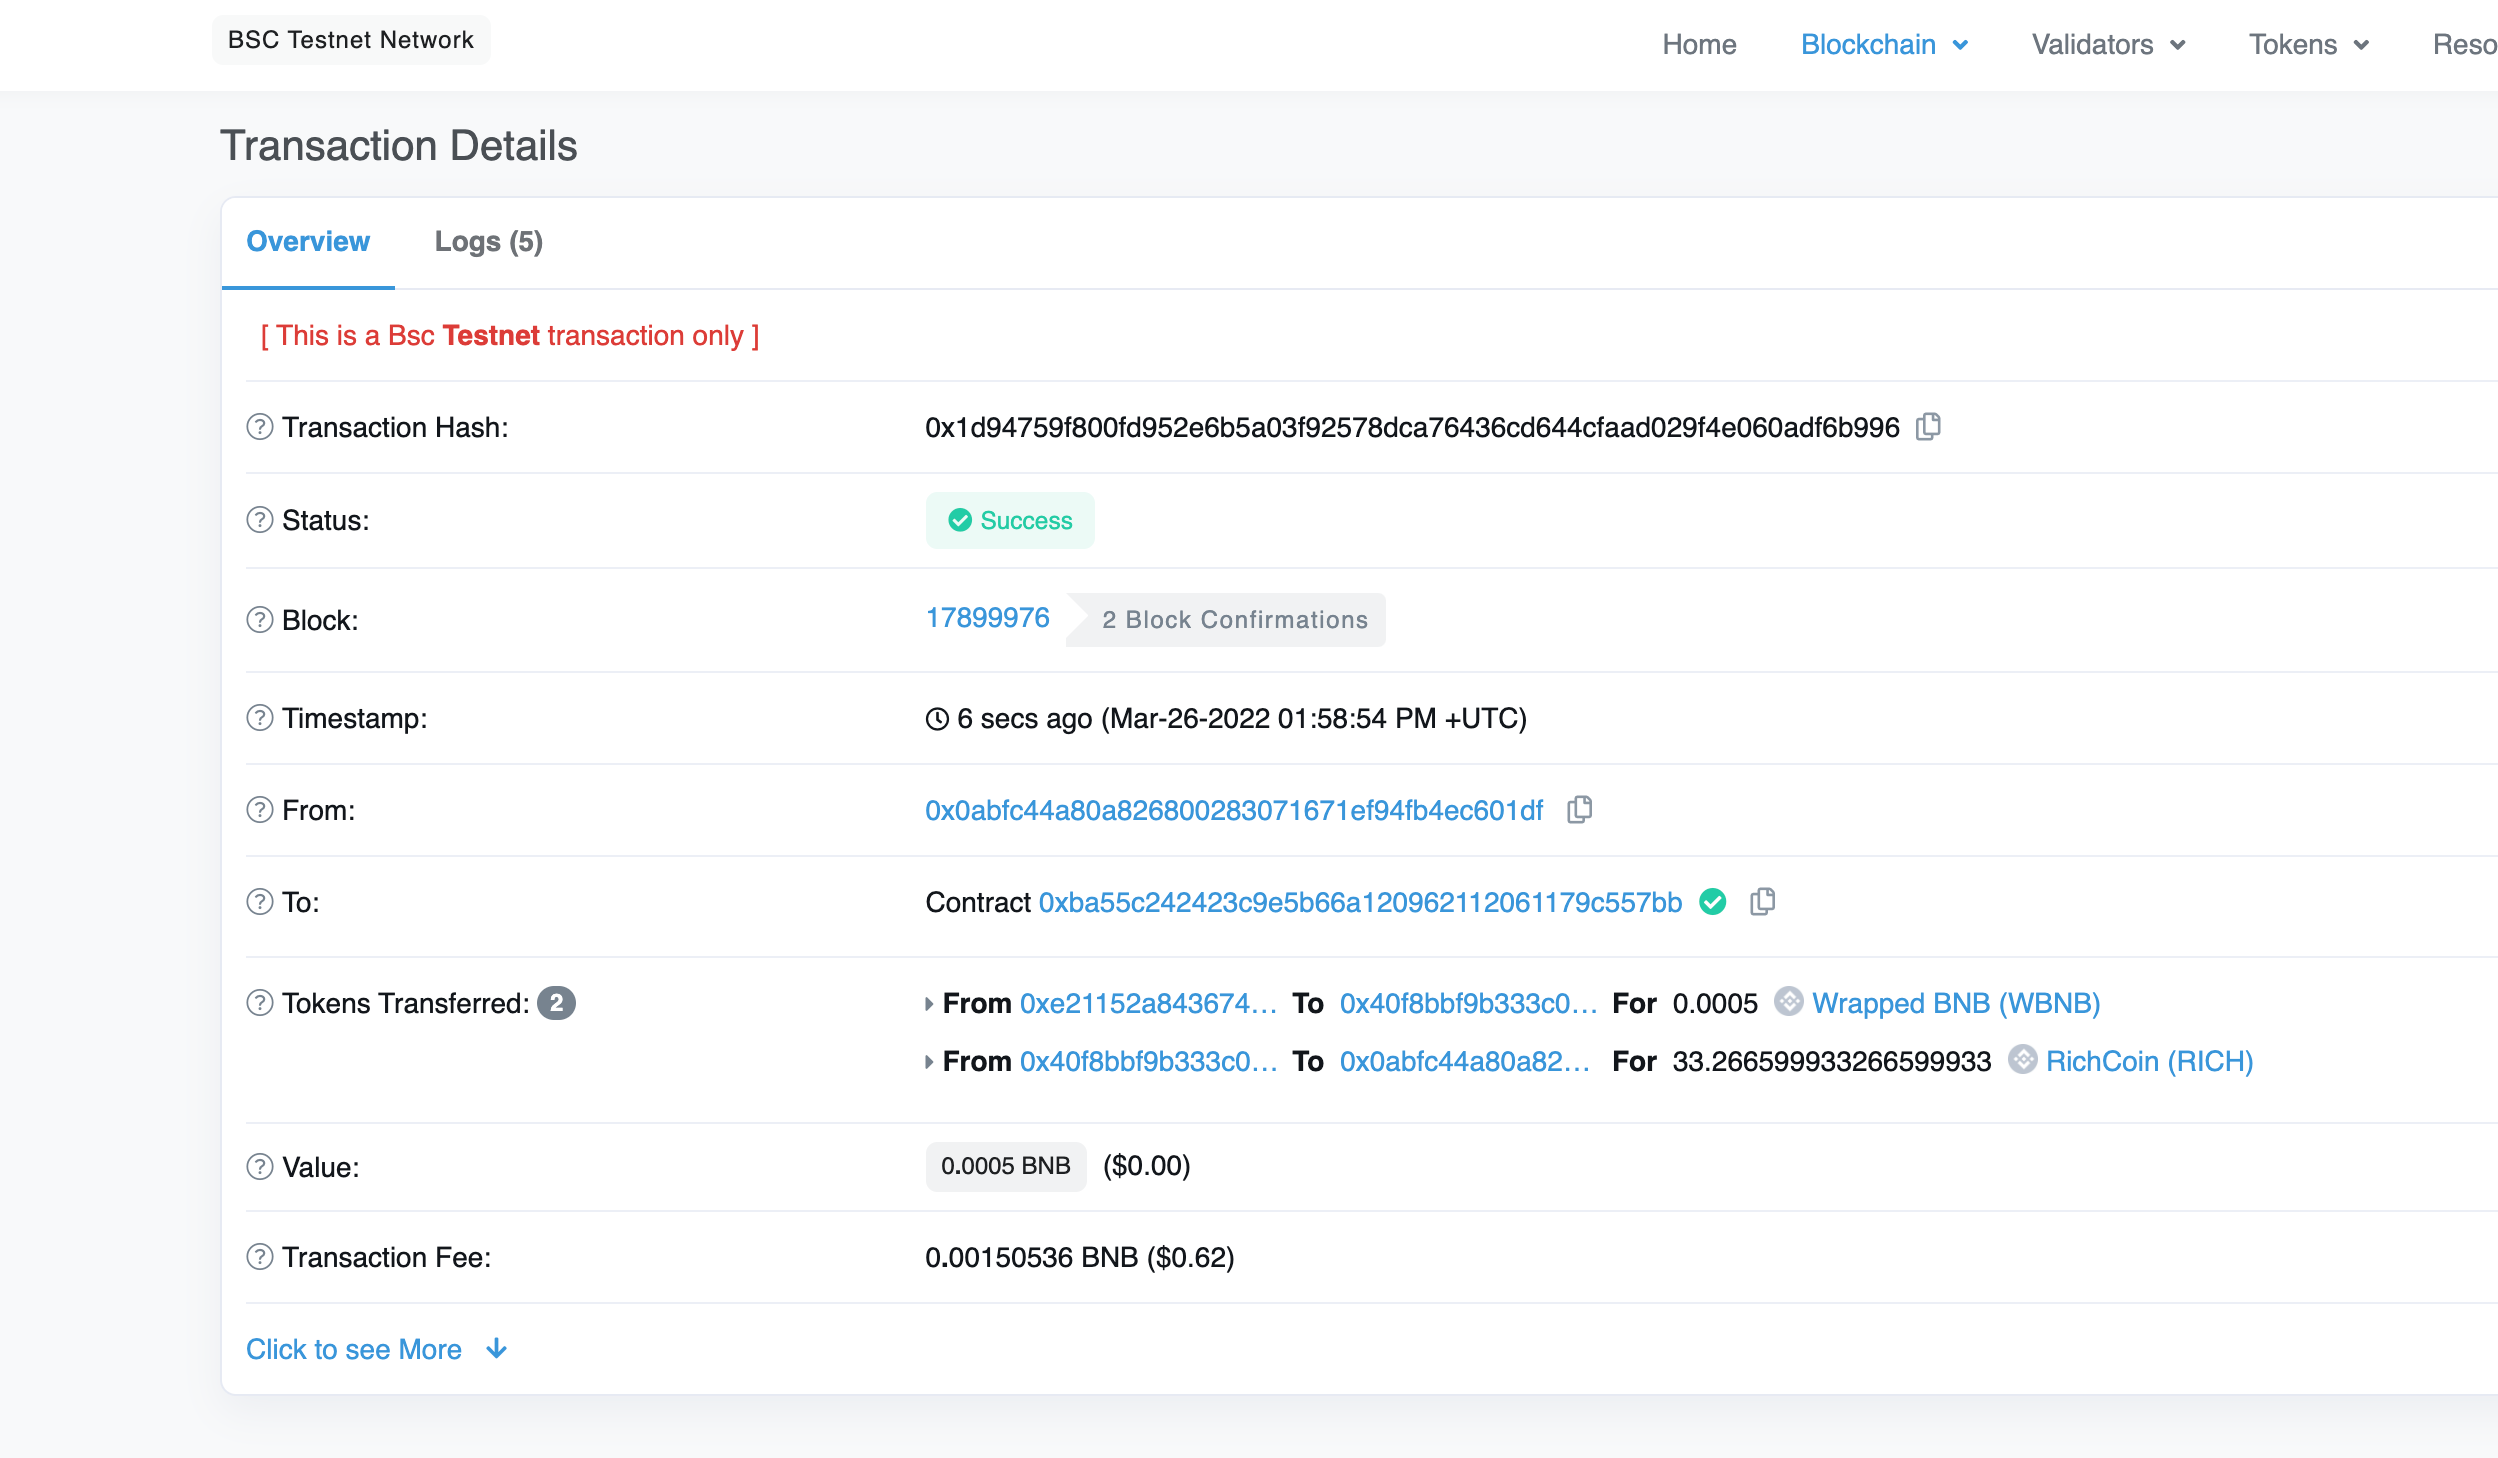 BSC Testnet Network
Home Blockchain Validators Tokens Reso
Transaction Details
Overview Logs (5)
[ This is a Bsc Testnet transaction only ]
Transaction Hash: 0x1d94759f800fd952e6b5a03f92578dca76436cd644cfaad029f4e060adf6b996
Status: Success
Block: 17899976 2 Block Confirmations
Timestamp: 6 secs ago (Mar-26-2022 01:58:54 PM +UTC)
From: 0x0abfc44a80a826800283071671ef94fb4ec601df
To: Contract 0xba55c242423c9e5b66a120962112061179c557bb
Tokens Transferred: 2 From 0xe21152a843674... To 0x40f8bbf9b333c0... For 0.0005 Wrapped BNB (WBNB)
From 0x40f8bbf9b333c0... To 0x0abfc44a80a82... For 33.266599933266599933 RichCoin (RICH)
Value: 0.0005 BNB ($0.00)
Transaction Fee: 0.00150536 BNB ($0.62)
Click to see More